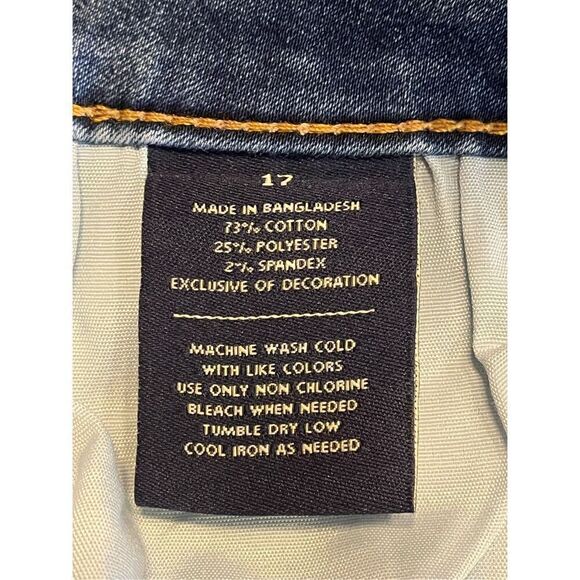 17
MADE IN BANGLADESH
73% COTTON
25% POLYESTER
2% SPANDEX
EXCLUSIVE OF DECORATION
MACHINE WASH COLD
WITH LIKE COLORS
USE ONLY NON CHLORINE
BLEACH WHEN NEEDED
TUMBLE DRY LOW
COOL IRON AS NEEDED